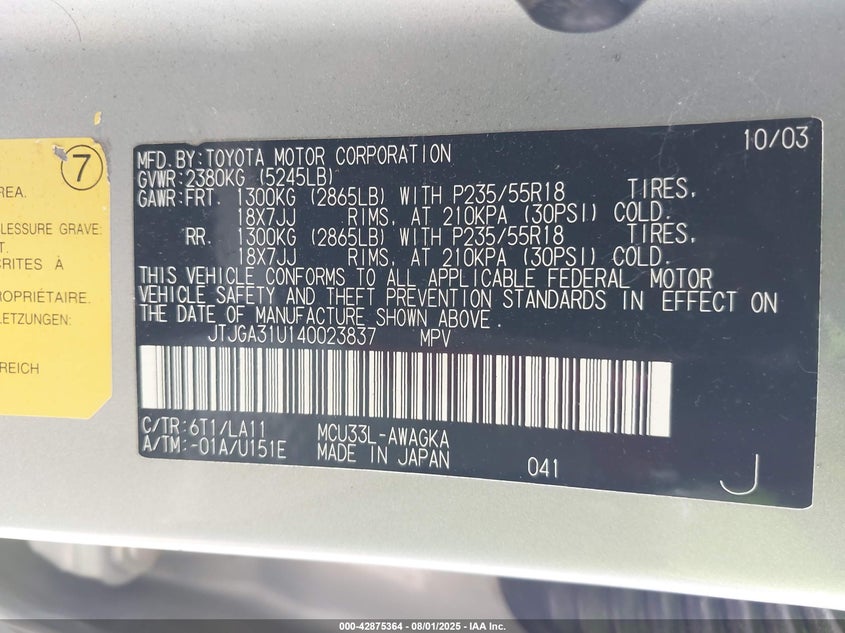 7
REA.
PLESSURE GRAVE:
T.
CRITES À
PROPRIÉTAIRE.
LETZUNGEN:
REICH
10/03
MFD. BY: TOYOTA MOTOR CORPORATION
GVWR: 2380KG (5245LB)
GAWR: FRT. 1300KG (2865LB) WITH P235/55R18 TIRES,
18X7JJ RIMS, AT 210KPA (30PSI) COLD.
RR. 1300KG (2865LB) WITH P235/55R18 TIRES,
18X7JJ RIMS, AT 210KPA (30PSI) COLD.
THIS VEHICLE CONFORMS TO ALL APPLICABLE FEDERAL MOTOR
VEHICLE SAFETY AND THEFT PREVENTION STANDARDS IN EFFECT ON
THE DATE OF MANUFACTURE SHOWN ABOVE
JTJGA31U140023837 MPV
C/TR: 6T1/LA11 MCU33L-AWAGKA
A/TM: -01A/U151E MADE IN JAPAN 041 J
000-42875364 - 08/01/2025 - IAA Inc.